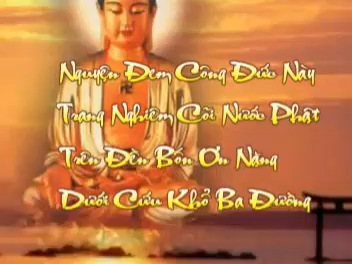 Nguyện Đem Công Đức Này
Trang Nghiêm Cõi Nước Phật
Trên Đền Bốn Ơn Nặng
Dưới Cứu Khổ Ba Đường